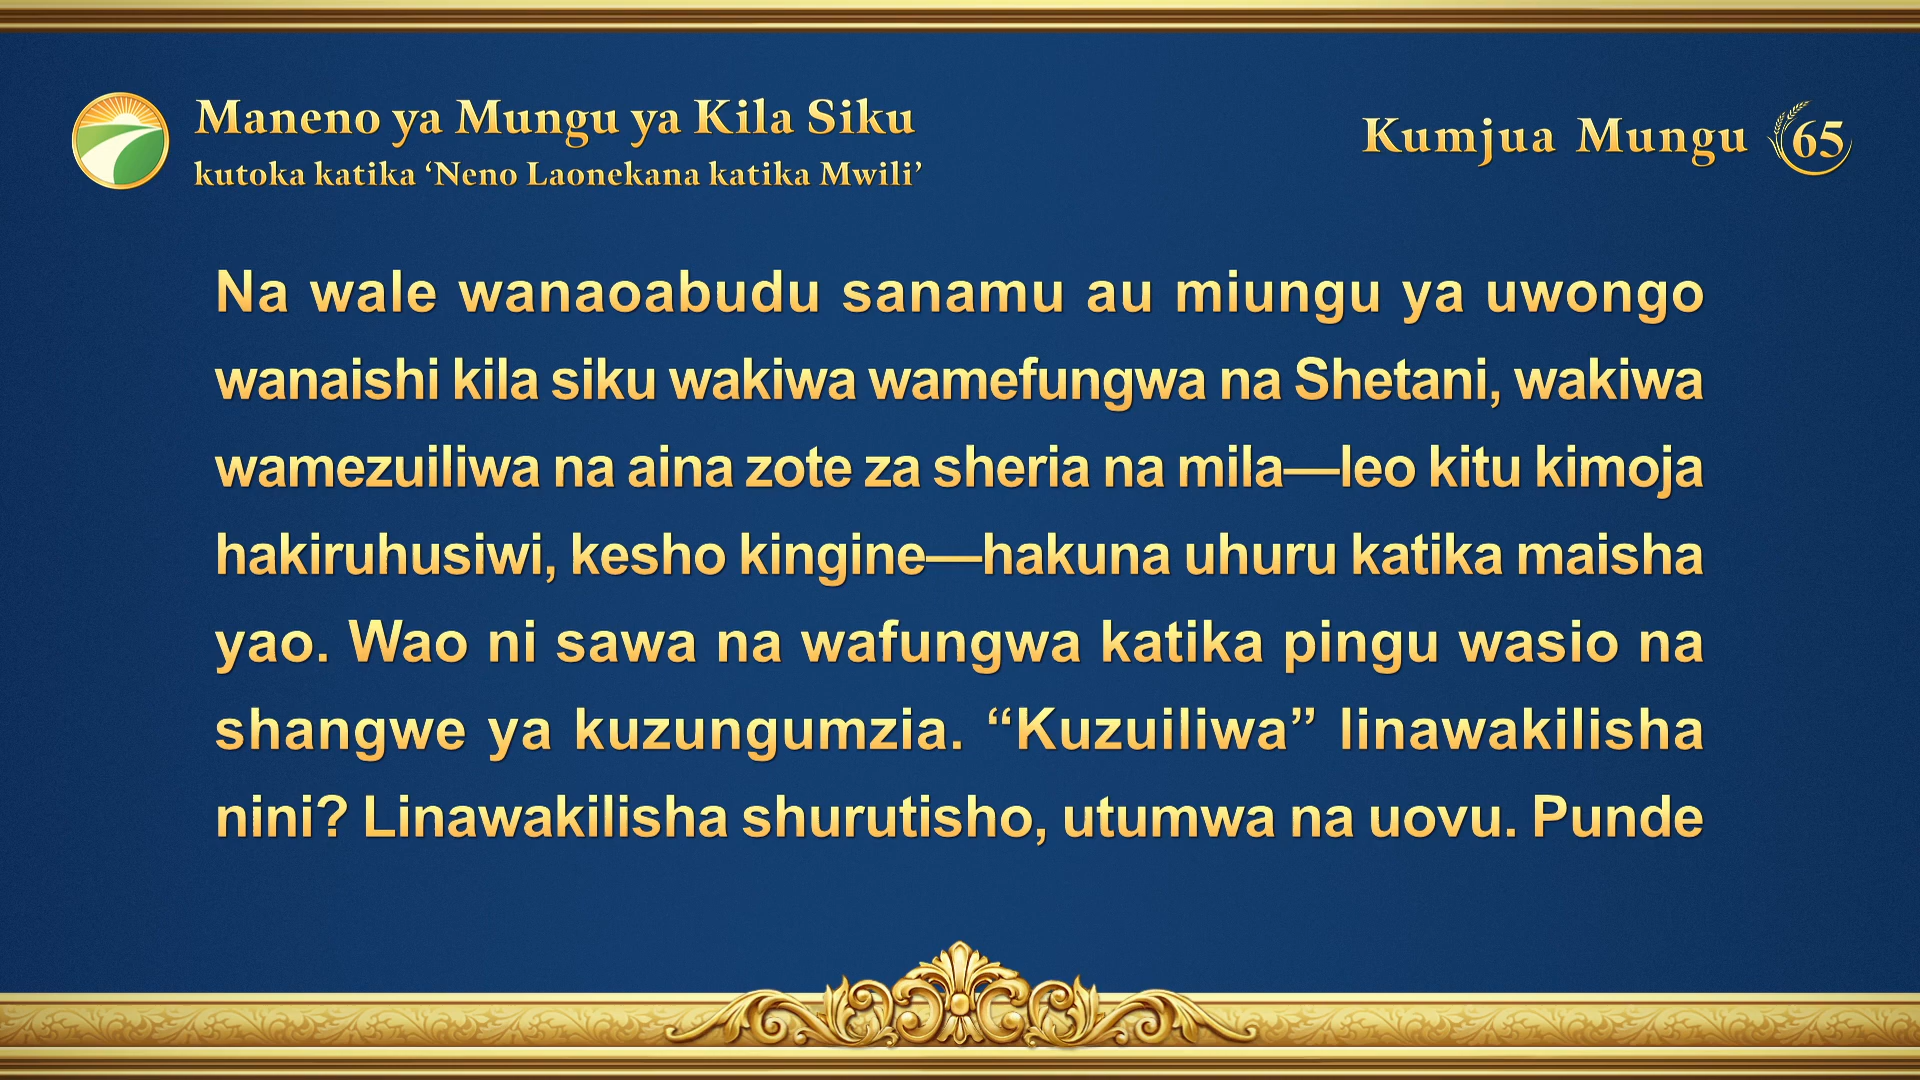 Maneno ya Mungu ya Kila Siku
kutoka katika ‘Neno Laonekana katika Mwili’
Kumjua Mungu 65
Na wale wanaoabudu sanamu au miungu ya uwongo
wanaishi kila siku wakiwa wamefungwa na Shetani, wakiwa
wamezuiliwa na aina zote za sheria na mila—leo kitu kimoja
hakiruhusiwi, kesho kingine—hakuna uhuru katika maisha
yao. Wao ni sawa na wafungwa katika pingu wasio na
shangwe ya kuzungumzia. “Kuzuiliwa” linawakilisha
nini? Linawakilisha shurutisho, utumwa na uovu. Punde